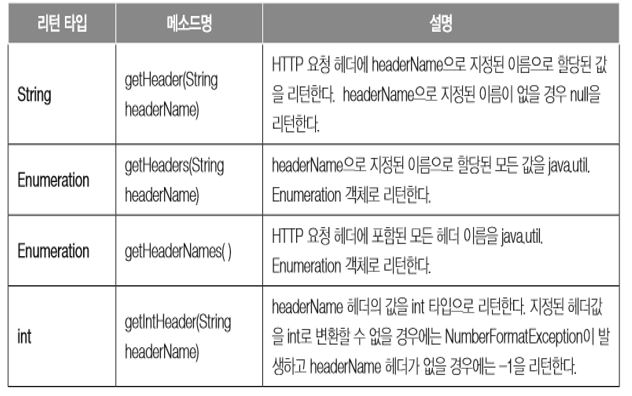 리턴 타입 메소드명 설명
String
getHeader(String
headerName)
HTTP 요청 헤더에 headerName으로 지정된 이름으로 할당된 값
을 리턴한다. headerName으로 지정된 이름이 없을 경우 null을
리턴한다.
Enumeration
getHeaders(String
headerName)
headerName으로 지정된 이름으로 할당된 모든 값을 java.util.
Enumeration 객체로 리턴한다.
Enumeration
getHeaderNames( )
HTTP 요청 헤더에 포함된 모든 헤더 이름을 java.util.
Enumeration 객체로 리턴한다.
int
getIntHeader(String
headerName)
headerName 헤더의 값을 int 타입으로 리턴한다. 지정된 헤더값
을 int로 변환할 수 없을 경우에는 NumberFormatException이 발
생하고 headerName 헤더가 없을 경우에는 -1을 리턴한다.